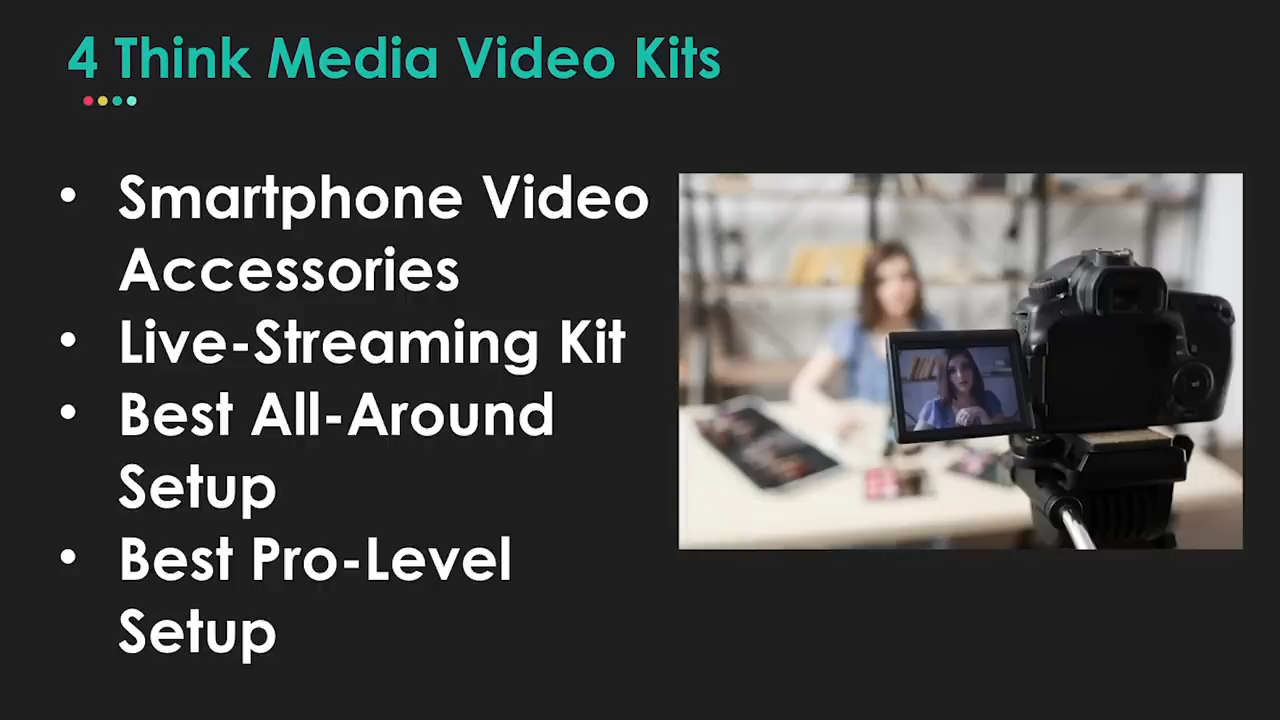 4 Think Media Video Kits
• Smartphone Video
Accessories
• Live-Streaming Kit
• Best All-Around
Setup
• Best Pro-Level
Setup